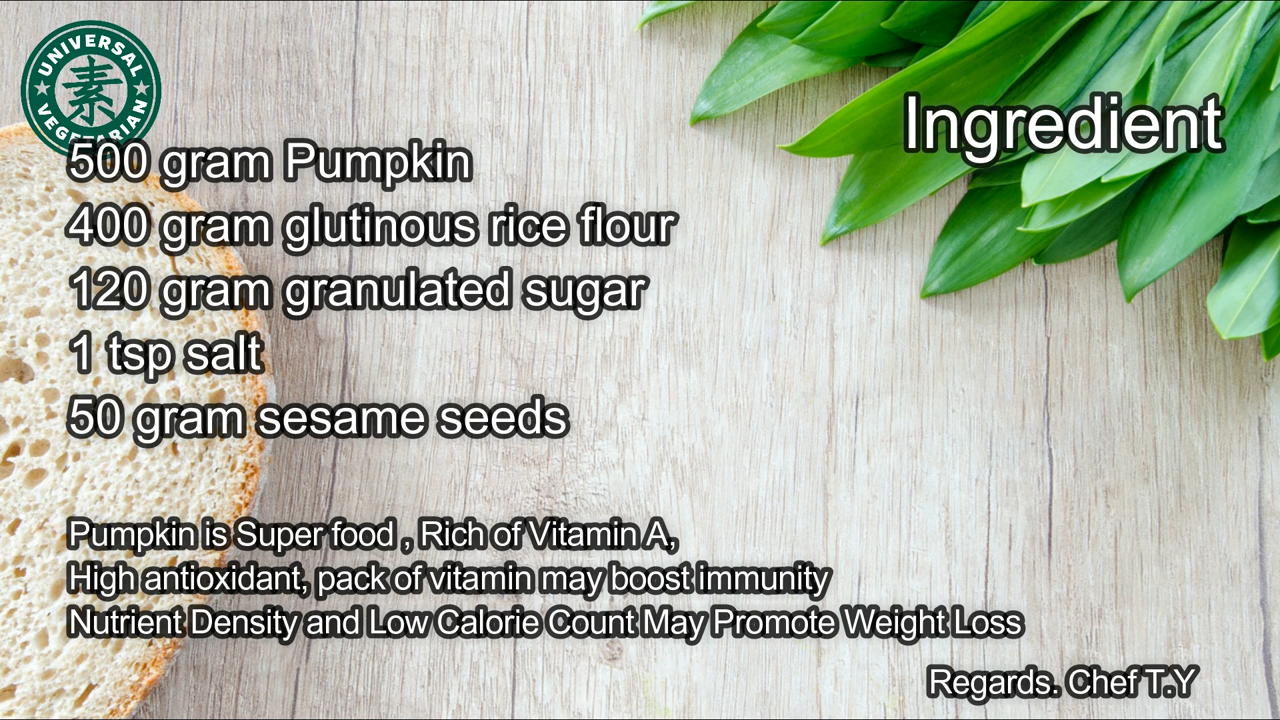 UNIVERSAL
素
VEGETARIAN
Ingredient
500 gram Pumpkin
400 gram glutinous rice flour
120 gram granulated sugar
1 tsp salt
50 gram sesame seeds
Pumpkin is Super food , Rich of Vitamin A,
High antioxidant, pack of vitamin may boost immunity
Nutrient Density and Low Calorie Count May Promote Weight Loss
Regards. Chef T.Y